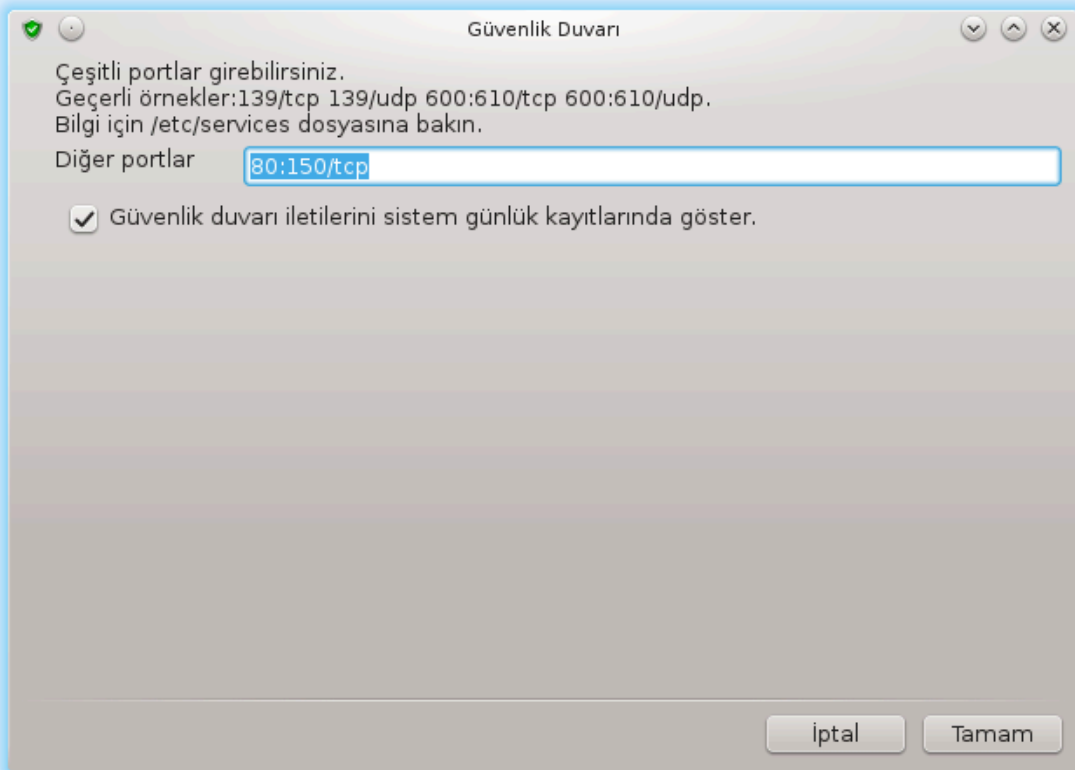 Güvenlik Duvarı
Çeşitli portlar girebilirsiniz.
Geçerli örnekler:139/tcp 139/udp 600:610/tcp 600:610/udp.
Bilgi için /etc/services dosyasına bakın.
Diğer portlar 80:150/tcp
Güvenlik duvarı iletilerini sistem günlük kayıtlarında göster.
İptal Tamam